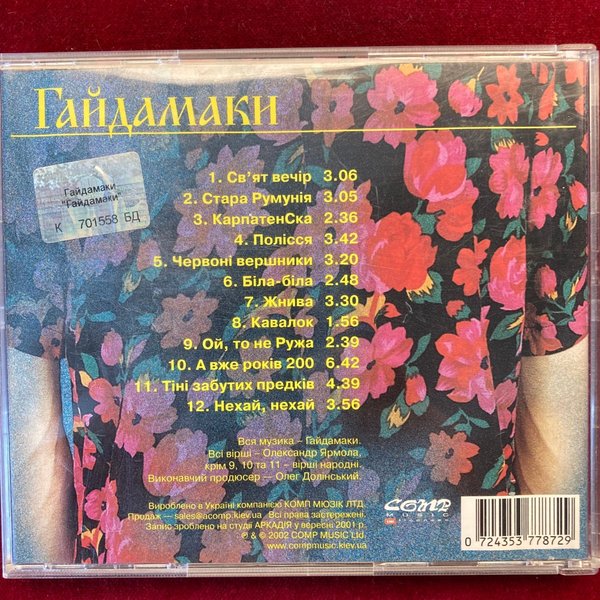 Гайдамаки
Гайдамаки
"Гайдамаки"
К 701558 БД
1. Св'ят вечір 3.06
2. Стара Румунія 3.05
3. КарпатенСка 2.36
4. Полісся 3.42
5. Червоні вершники 3.20
6. Біла-біла 2.48
7. Жнива 3.30
8. Кавалок 1.56
9. Ой, то не Ружа 2.39
10. А вже років 200 6.42
11. Тіні забутих предків 4.39
12. Нехай, нехай 3.56
Вся музика – Гайдамаки.
Всі вірші – Олександр Ярмола,
крім 9, 10 та 11 – вірші народні.
Виконавчий продюсер – Олег Долінський.
Вироблено в Україні компанією КОМП МЮЗІК ЛТД
Продаж — sales@acomp.kiev.ua. Всі права застережені.
Запис зроблено на студії АРКАДІЯ у вересні 2001 р.
℗ & © 2002 COMP MUSIC Ltd.
www.compmusic.kiev.ua
COMP
MUSIC
0 724353 778729